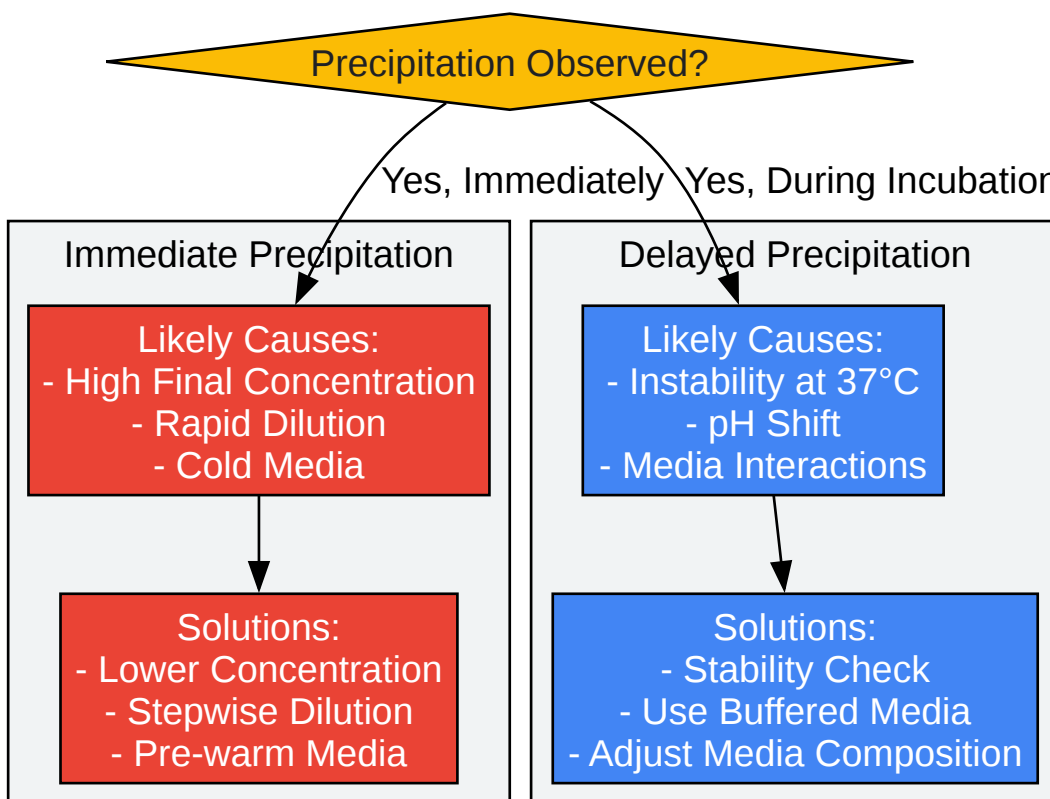 Precipitation Observed?
Yes, Immediately
Yes, During Incubation
Immediate Precipitation
Delayed Precipitation
Likely Causes:
- High Final Concentration
- Rapid Dilution
- Cold Media
Likely Causes:
- Instability at 37°C
- pH Shift
- Media Interactions
Solutions:
- Lower Concentration
- Stepwise Dilution
- Pre-warm Media
Solutions:
- Stability Check
- Use Buffered Media
- Adjust Media Composition